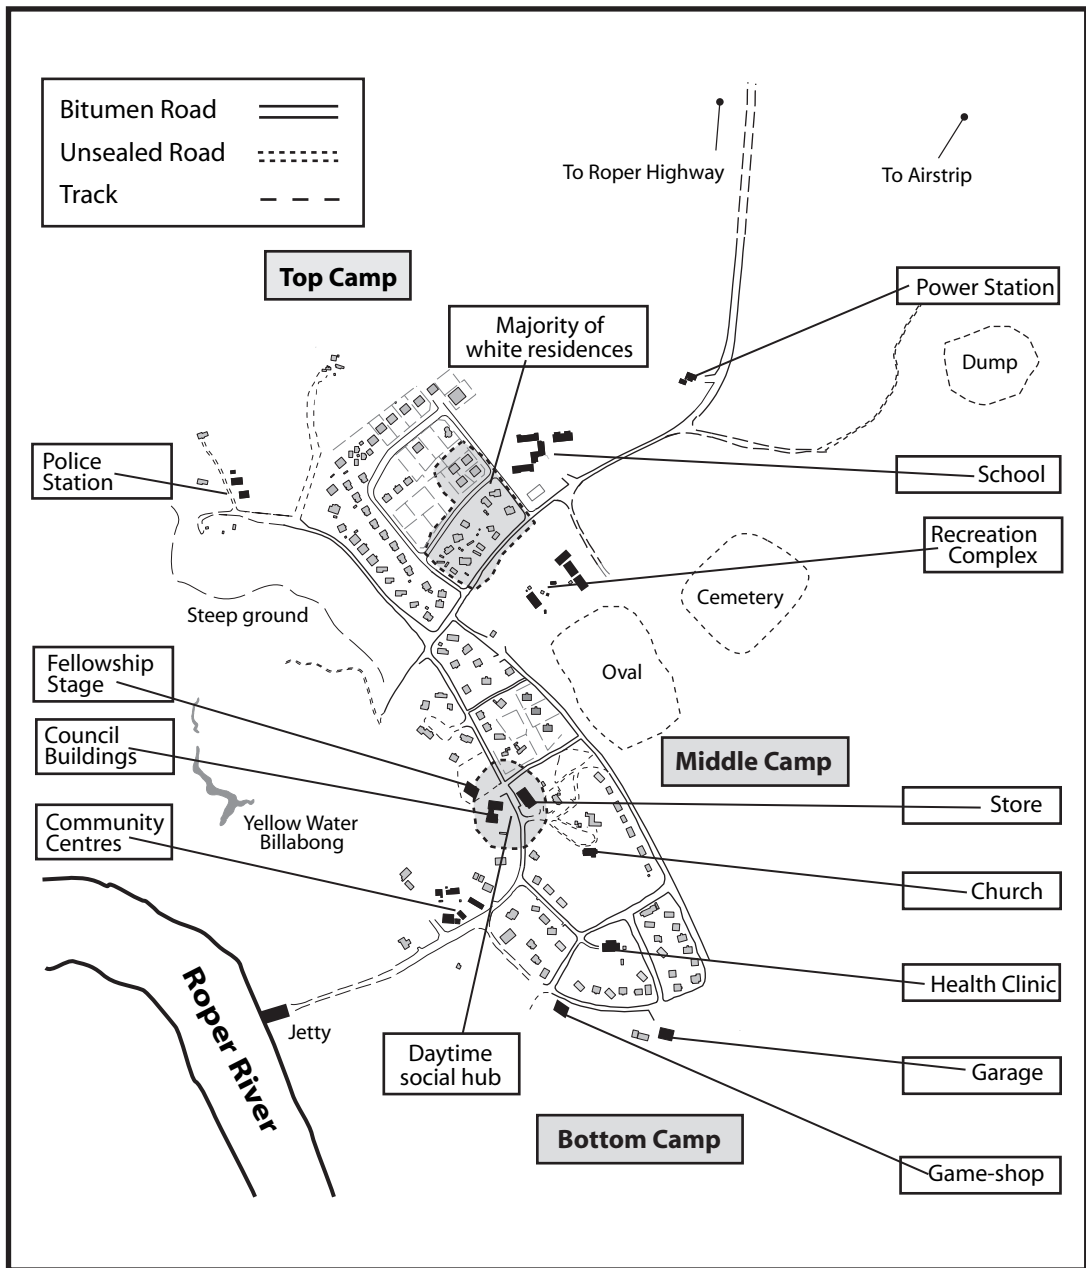 Bitumen Road
Unsealed Road
Track
To Roper Highway
To Airstrip
Top Camp
Power Station
Majority of
white residences
Dump
Police
Station
School
Recreation
Complex
Cemetery
Steep ground
Fellowship
Stage
Oval
Council
Buildings
Middle Camp
Store
Community
Centres
Yellow Water
Billabong
Church
Health Clinic
Roper River
Jetty
Daytime
social hub
Garage
Bottom Camp
Game-shop